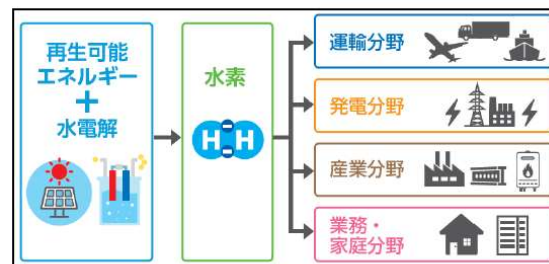 再生可能
エネルギー
+
水電解
水素
H H
運輸分野
発電分野
産業分野
業務・
家庭分野